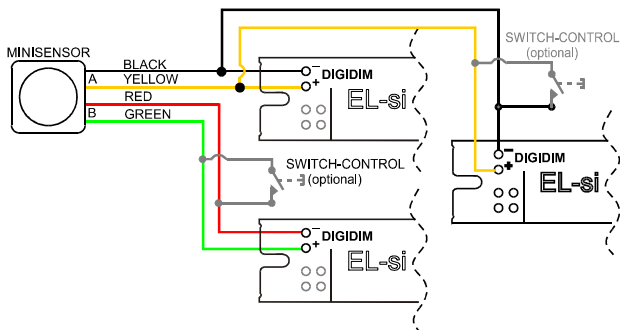 MINISENSOR
A
B
BLACK
YELLOW
RED
GREEN
− DIGIDIM
+
EL-si
SWITCH-CONTROL
(optional)
− DIGIDIM
+
EL-si
SWITCH-CONTROL
(optional)
− DIGIDIM
+
EL-si